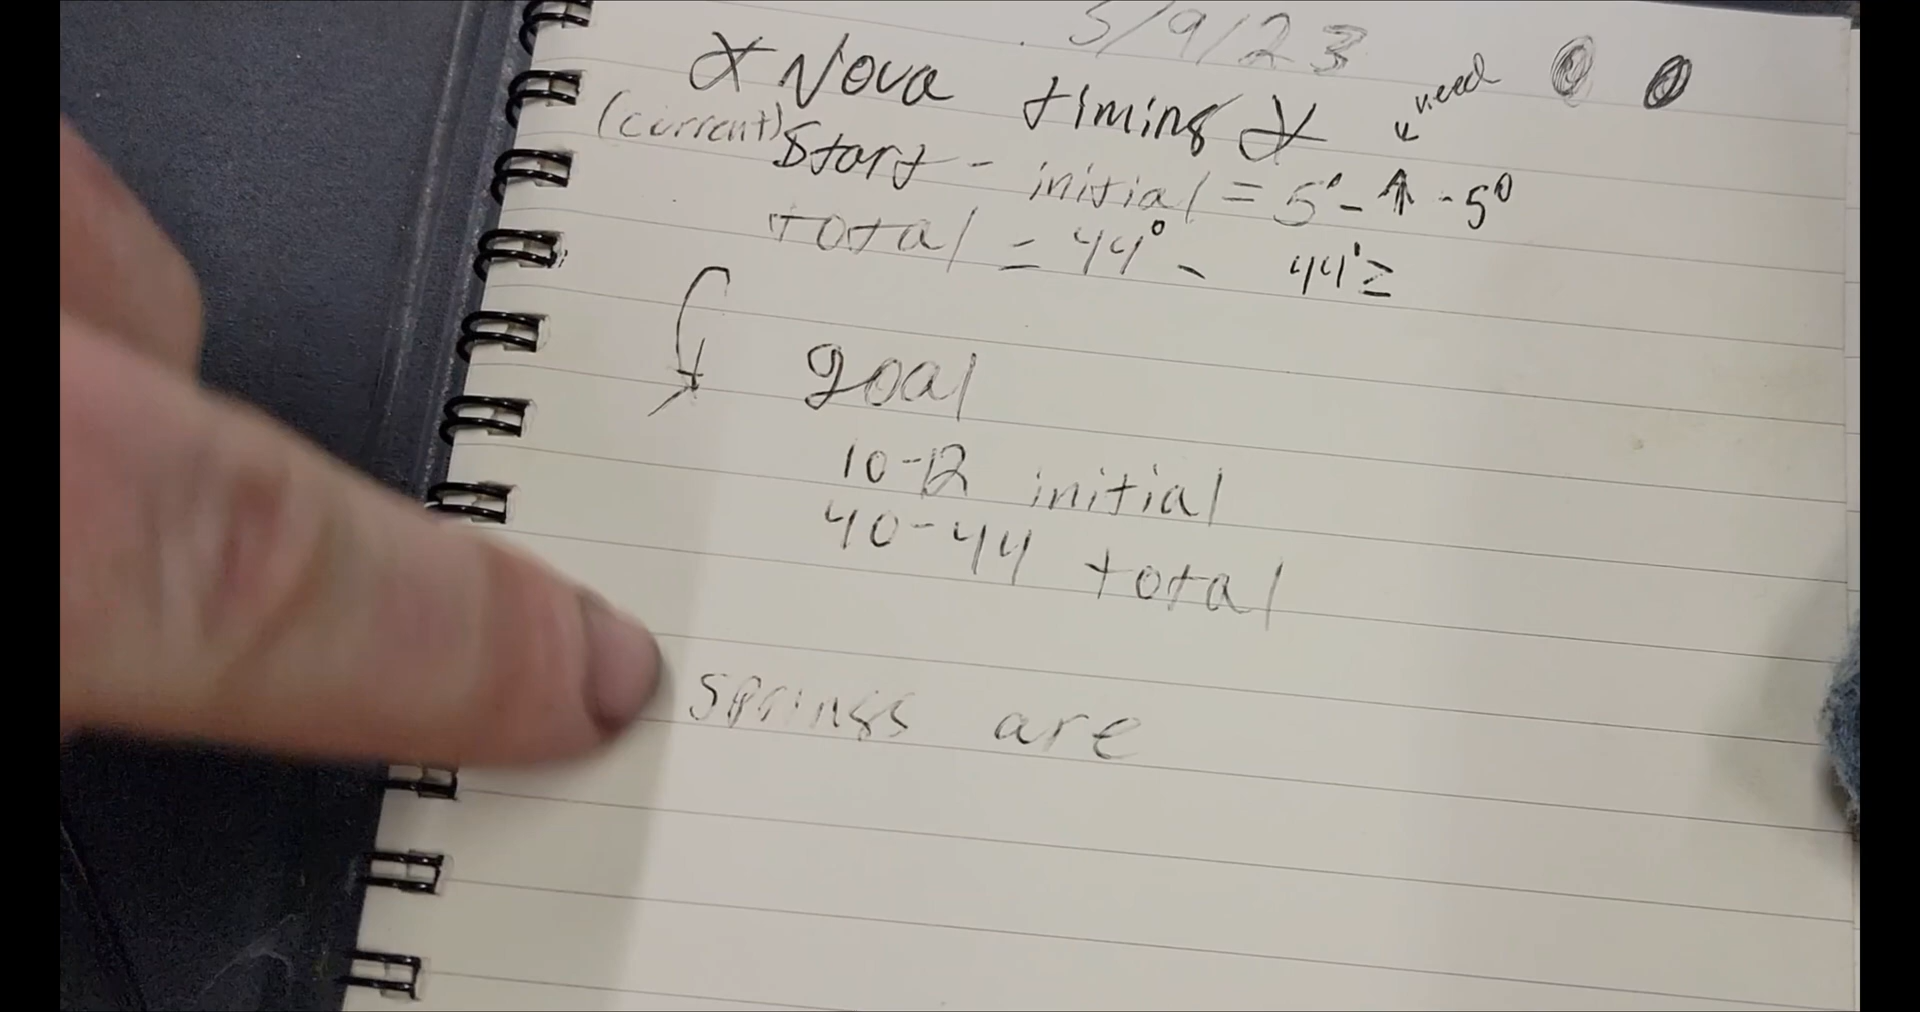 5/9/23
* Nova timing *
need
(current) Start - initial = 5° - ↑ - 5°
total = 44° - 44° ≥
goal
10-12 initial
40-44 total
Springs are